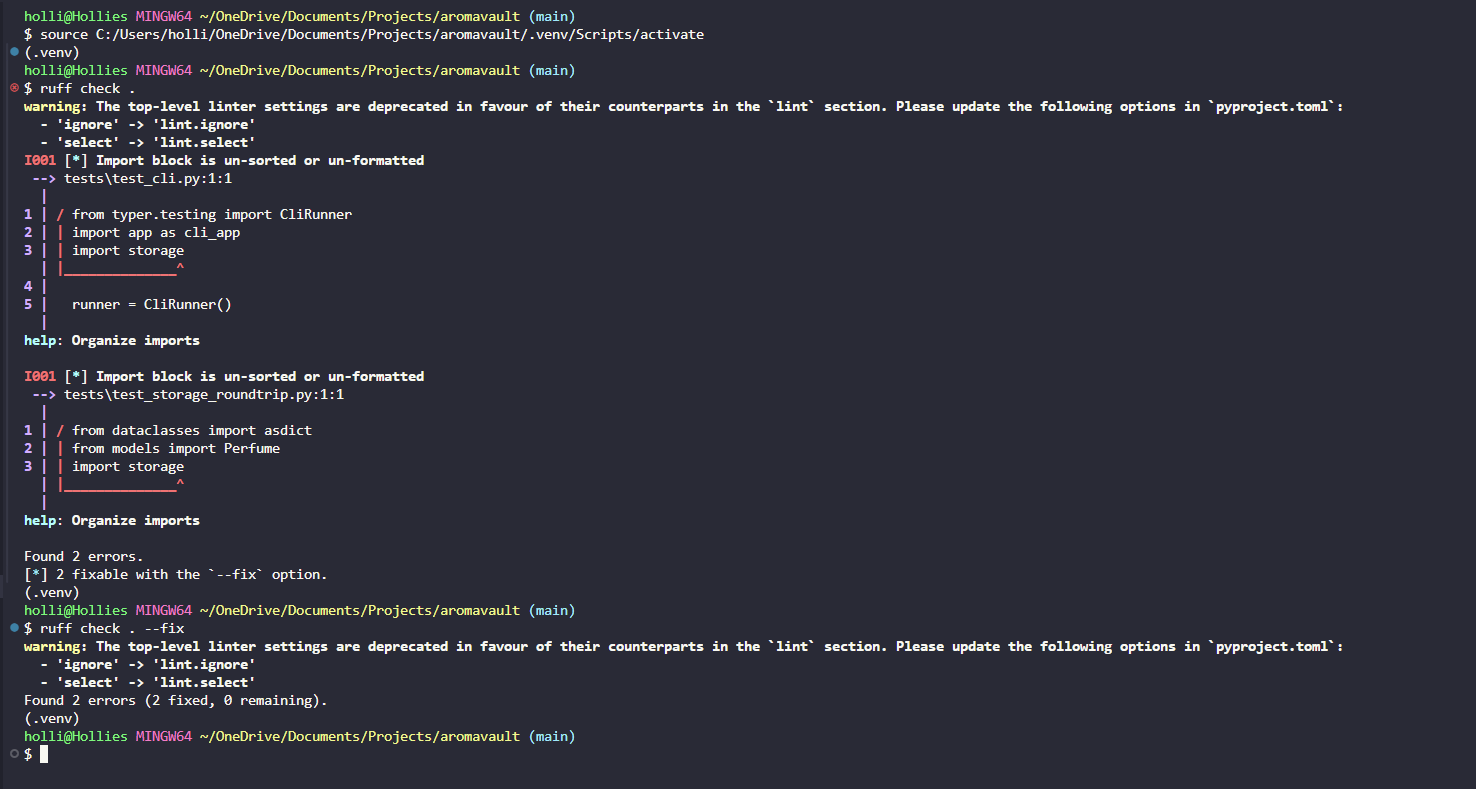 holli@Hollies MINGW64 ~/OneDrive/Documents/Projects/aromavault (main)
$ source C:/Users/holli/OneDrive/Documents/Projects/aromavault/.venv/Scripts/activate
(.venv)
holli@Hollies MINGW64 ~/OneDrive/Documents/Projects/aromavault (main)
$ ruff check .
warning: The top-level linter settings are deprecated in favour of their counterparts in the `lint` section. Please update the following options in `pyproject.toml`:
  - 'ignore' -> 'lint.ignore'
  - 'select' -> 'lint.select'
I001 [*] Import block is un-sorted or un-formatted
 --> tests\test_cli.py:1:1
  |
1 | / from typer.testing import CliRunner
2 | | import app as cli_app
3 | | import storage
  | |______________^
4 |
5 |   runner = CliRunner()
  |
help: Organize imports

I001 [*] Import block is un-sorted or un-formatted
 --> tests\test_storage_roundtrip.py:1:1
  |
1 | / from dataclasses import asdict
2 | | from models import Perfume
3 | | import storage
  | |______________^
  |
help: Organize imports

Found 2 errors.
[*] 2 fixable with the `--fix` option.
(.venv)
holli@Hollies MINGW64 ~/OneDrive/Documents/Projects/aromavault (main)
$ ruff check . --fix
warning: The top-level linter settings are deprecated in favour of their counterparts in the `lint` section. Please update the following options in `pyproject.toml`:
  - 'ignore' -> 'lint.ignore'
  - 'select' -> 'lint.select'
Found 2 errors (2 fixed, 0 remaining).
(.venv)
holli@Hollies MINGW64 ~/OneDrive/Documents/Projects/aromavault (main)
$